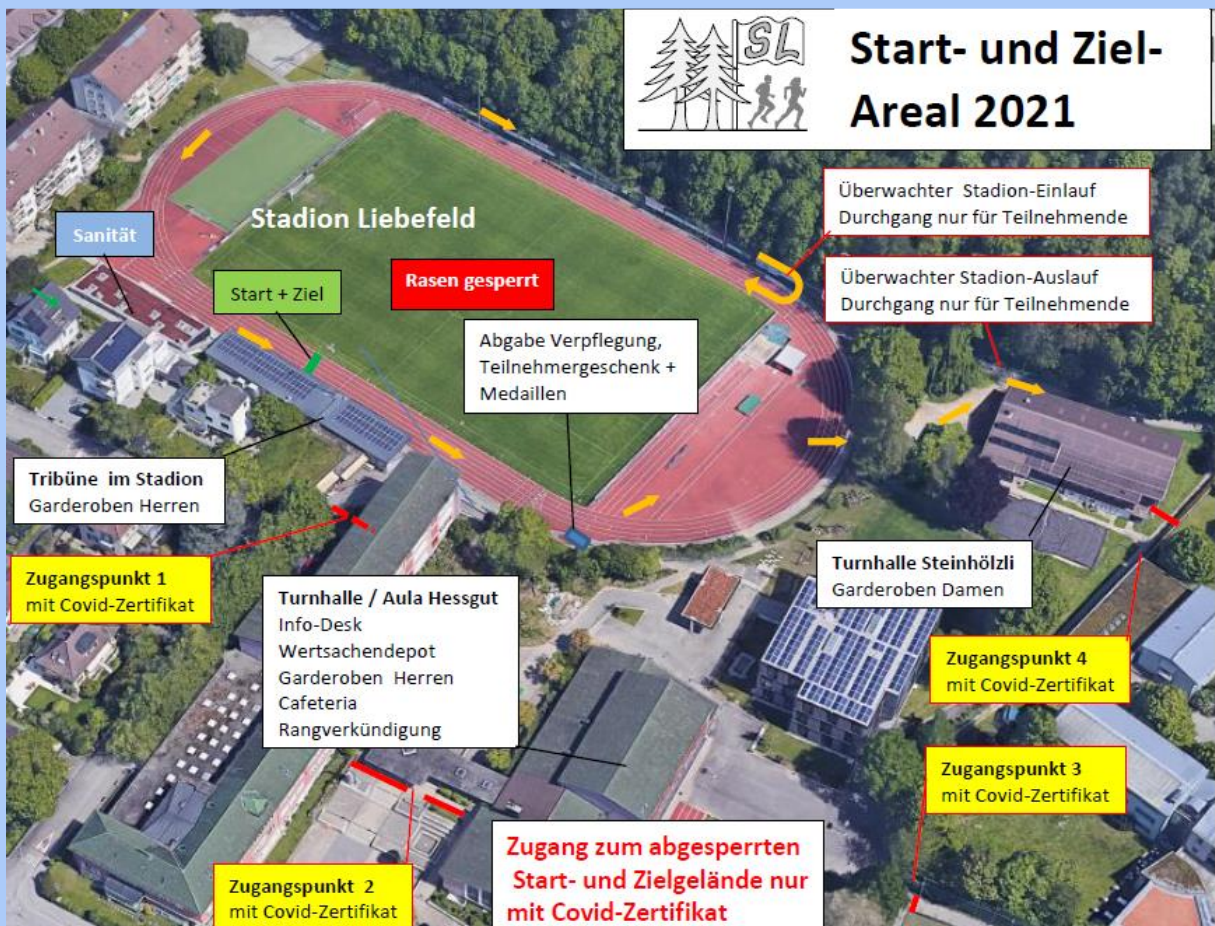 SL
Start- und Ziel-
Areal 2021
Überwachter Stadion-Einlauf
Durchgang nur für Teilnehmende
Stadion Liebefeld
Sanität
Überwachter Stadion-Auslauf
Durchgang nur für Teilnehmende
Start + Ziel
Rasen gesperrt
Abgabe Verpflegung,
Teilnehmergeschenk +
Medaillen
Tribüne im Stadion
Garderoben Herren
Zugangspunkt 1
mit Covid-Zertifikat
Turnhalle Steinhölzli
Garderoben Damen
Turnhalle / Aula Hessgut
Info-Desk
Wertsachendepot
Garderoben Herren
Cafeteria
Rangverkündigung
Zugangspunkt 4
mit Covid-Zertifikat
Zugangspunkt 3
mit Covid-Zertifikat
Zugang zum abgesperrten
Start- und Zielgelände nur
mit Covid-Zertifikat
Zugangspunkt 2
mit Covid-Zertifikat